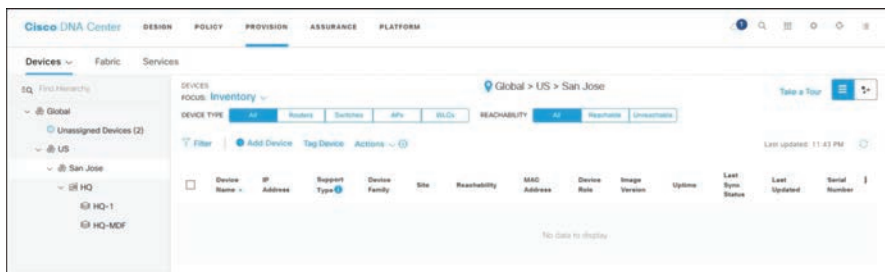 Cisco DNA Center DESIGN POLICY PROVISION ASSURANCE PLATFORM 1
Devices Fabric Services
Find Hierarchy
Global
Unassigned Devices (2)
US
San Jose
HQ
HQ-1
HQ-MDF
DEVICES
FOCUS: Inventory
Global > US > San Jose
Take a Tour
DEVICE TYPE All Routers Switches APs WLCs REACHABILITY All Reachable Unreachable
Filter Add Device Tag Device Actions Last updated: 11:43 PM
Device Name IP Address Support Type Device Family Site Reachability MAC Address Device Role Image Version Uptime Last Sync Status Last Updated Serial Number
No data to display